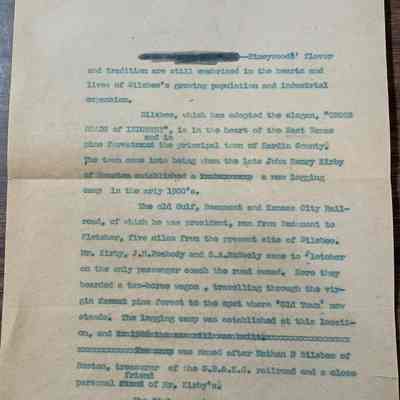 Pineywoods' flavor
and tradition are still enshrined in the hearts and
lives of Silsbee's growing population and industrial
expansion.
Silsbee, which has adopted the slogan, "CROSS
ROADS of INDUSTRY", is in the heart of the East Texas
and in
pine forest the principal town of Hardin County.
The town came into being when the late John Henry Kirby
of Houston established a a new logging
camp in the arly 1900's.
The old Gulf, Beaumont and Kansas City Rail-
road, of which he was president, ran from Beaumont to
Fletcher, five miles from the present site of Silsbee.
Mr. Kirby, J.H.Peabody and came to Fletcher
on the only passenger coach the road owned. Here they
boarded a two-horse wagon , travelling through the vir-
gin forest pine forest to the spot where "Old Town" now
stands. The logging camp was established at this locati-
on, and
The camp was named after Nathan D Silsbee of
Boston, treasurer of the G.B.&K.C. railroad and a close
friend
personal of Mr. Kirby's.